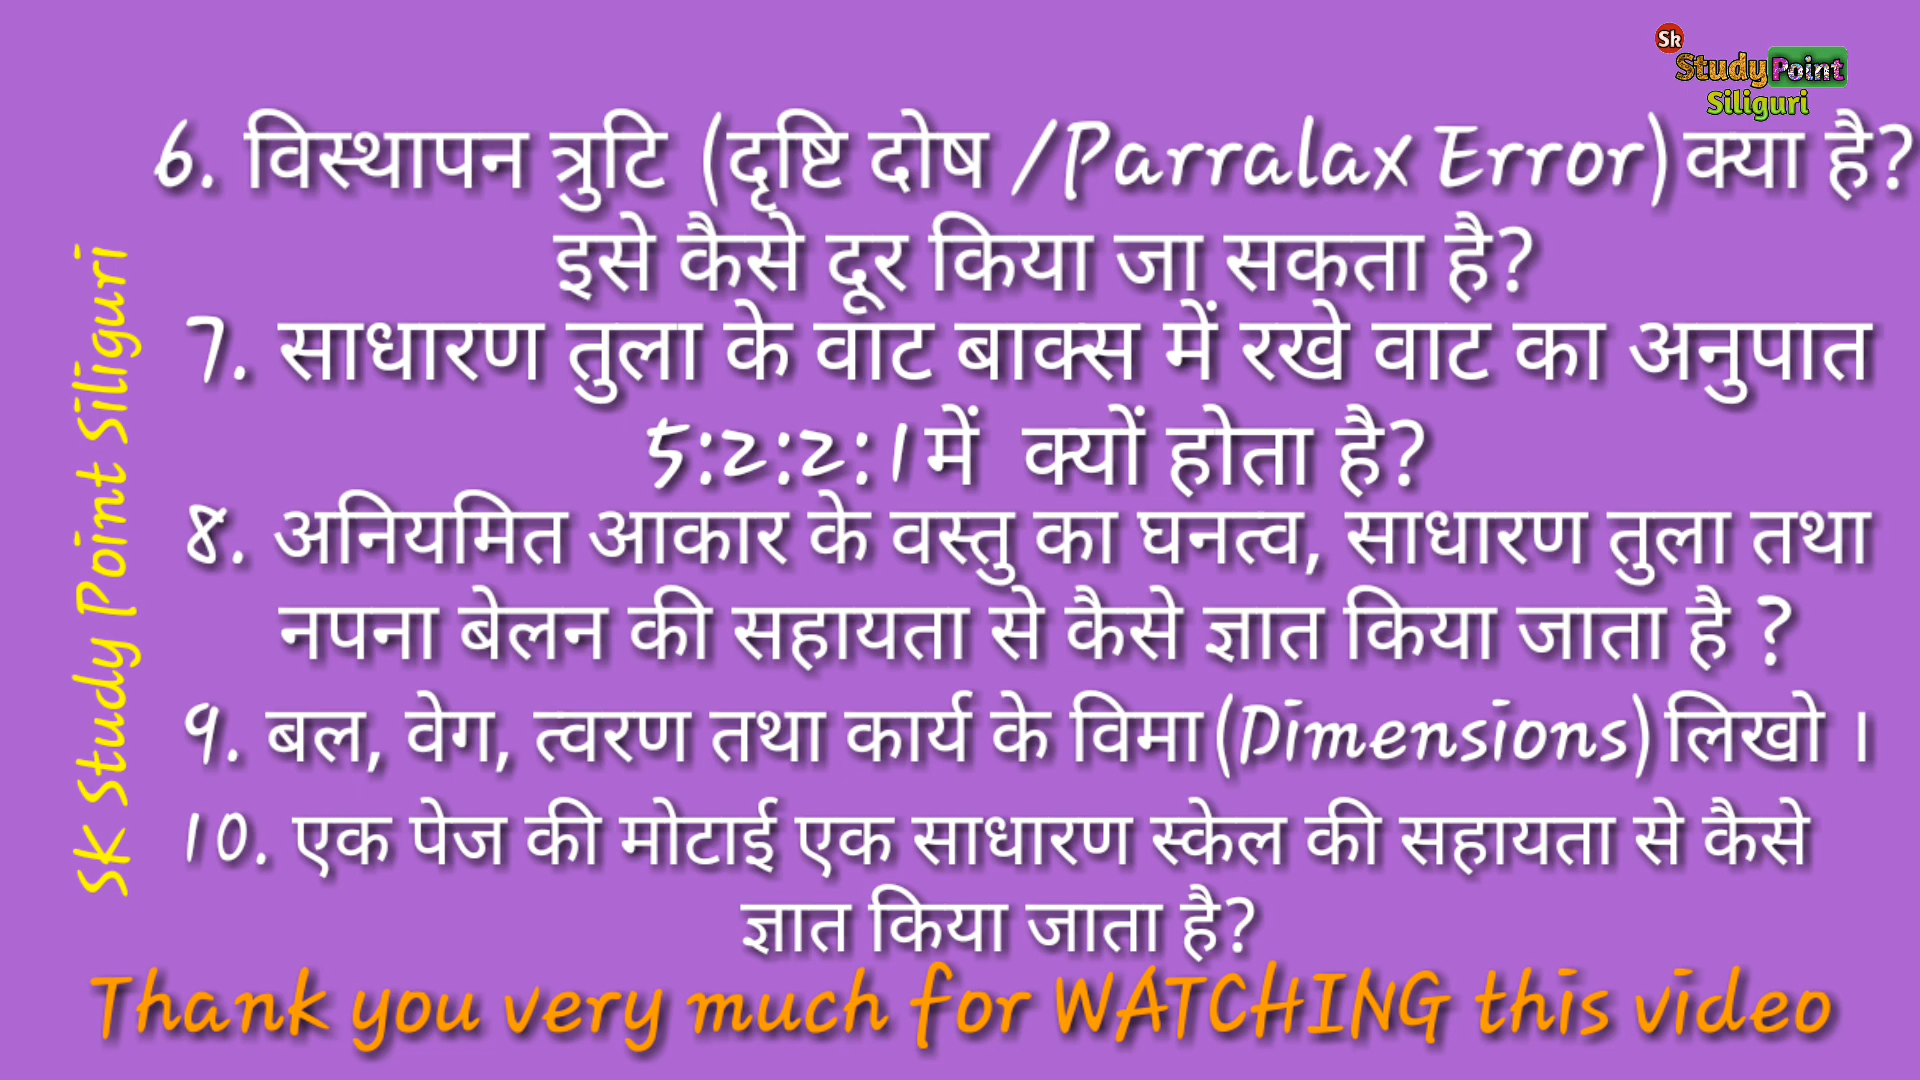 Sk
Study Point
Siliguri
6. विस्थापन त्रुटि (दृष्टि दोष /Parralax Error) क्या है?
इसे कैसे दूर किया जा सकता है?
7. साधारण तुला के वाट बाक्स में रखे वाट का अनुपात
5:2:2:1 में क्यों होता है?
8. अनियमित आकार के वस्तु का घनत्व, साधारण तुला तथा
नपना बेलन की सहायता से कैसे ज्ञात किया जाता है ?
9. बल, वेग, त्वरण तथा कार्य के विमा(Dimensions) लिखो ।
10. एक पेज की मोटाई एक साधारण स्केल की सहायता से कैसे
ज्ञात किया जाता है?
Thank you very much for WATCHING this video
SK Study Point Siliguri